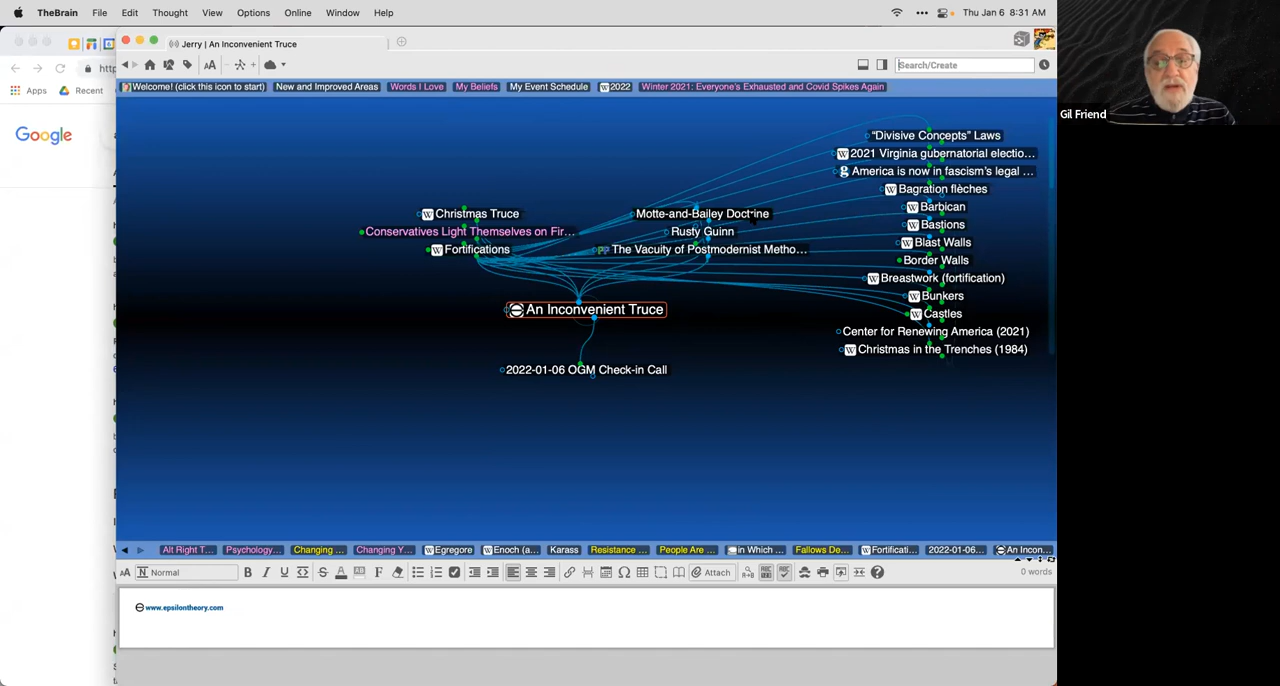 TheBrain File Edit Thought View Options Online Window Help Thu Jan 6 8:31 AM
Jerry | An Inconvenient Truce
http
Search/Create
Apps Recent
Welcome! (click this icon to start) New and Improved Areas Words I Love My Beliefs My Event Schedule 2022 Winter 2021: Everyone's Exhausted and Covid Spikes Again
Gil Friend
Google
"Divisive Concepts" Laws
2021 Virginia gubernatorial electio...
America is now in fascism's legal ...
Bagration flèches
Barbican
Bastions
Blast Walls
Border Walls
Breastwork (fortification)
Bunkers
Castles
Center for Renewing America (2021)
Christmas in the Trenches (1984)
Christmas Truce
Conservatives Light Themselves on Fir...
Fortifications
Motte-and-Bailey Doctrine
Rusty Guinn
The Vacuity of Postmodernist Metho...
An Inconvenient Truce
2022-01-06 OGM Check-in Call
Alt Right T... Psychology... Changing ... Changing Y... Egregore Enoch (a... Karass Resistance ... People Are ... in Which ... Fallows De... Fortificati... 2022-01-06... An Incon...
Normal B I U S A F Attach 0 words
www.epsilontheory.com